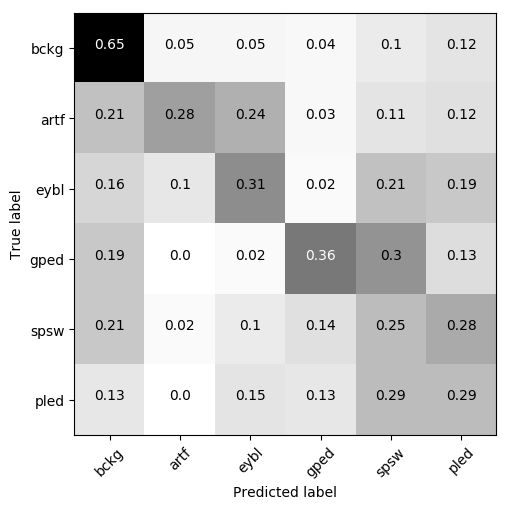 True label
bckg 0.65 0.05 0.05 0.04 0.1 0.12
artf 0.21 0.28 0.24 0.03 0.11 0.12
eybl 0.16 0.1 0.31 0.02 0.21 0.19
gped 0.19 0.0 0.02 0.36 0.3 0.13
spsw 0.21 0.02 0.1 0.14 0.25 0.28
pled 0.13 0.0 0.15 0.13 0.29 0.29
bckg artf eybl gped spsw pled
Predicted label